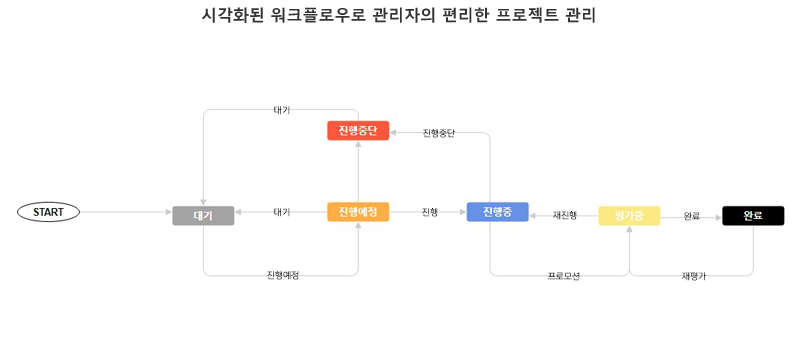 시각화된 워크플로우로 관리자의 편리한 프로젝트 관리
대기
진행중단
진행중단
START
대기
대기
진행예정
진행
진행중
재진행
평가중
완료
완료
진행예정
프로모션
재평가